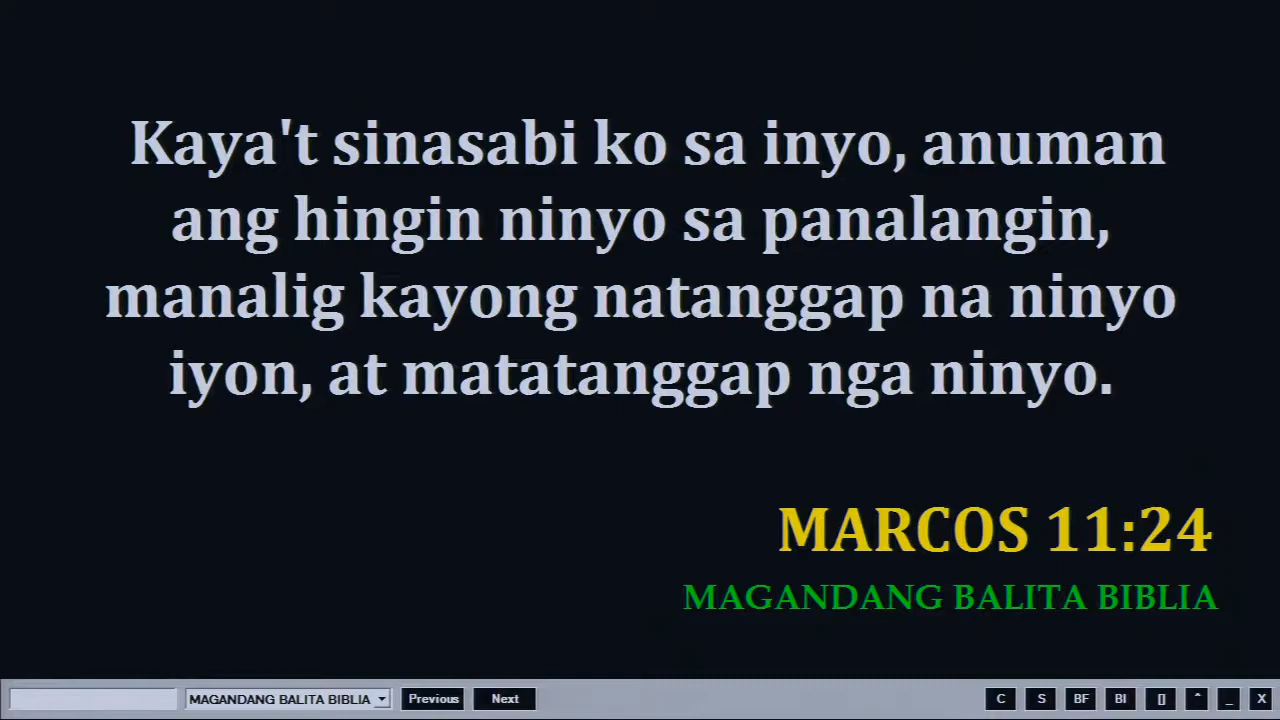 Kaya't sinasabi ko sa inyo, anuman
ang hingin ninyo sa panalangin,
manalig kayong natanggap na ninyo
iyon, at matatanggap nga ninyo.
MARCOS 11:24
MAGANDANG BALITA BIBLIA
MAGANDANG BALITA BIBLIA Previous Next C S BF BI [] ^ _ X